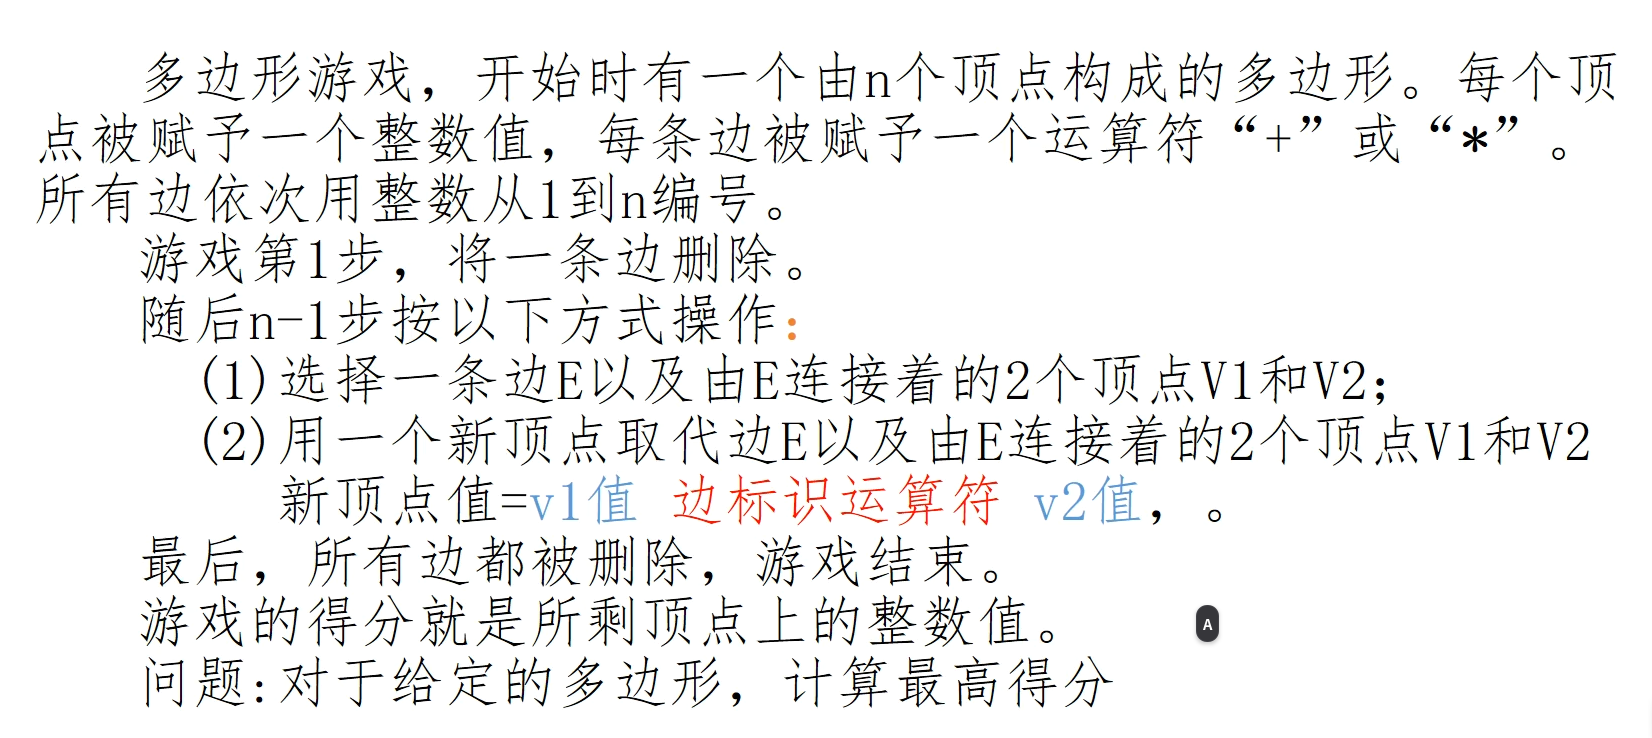 多边形游戏，开始时有一个由n个顶点构成的多边形。每个顶
点被赋予一个整数值，每条边被赋予一个运算符“+”或“*”。
所有边依次用整数从1到n编号。
游戏第1步，将一条边删除。
随后n-1步按以下方式操作：
(1)选择一条边E以及由E连接着的2个顶点V1和V2；
(2)用一个新顶点取代边E以及由E连接着的2个顶点V1和V2
新顶点值=v1值 边标识运算符 v2值，。
最后，所有边都被删除，游戏结束。
游戏的得分就是所剩顶点上的整数值。
A
问题:对于给定的多边形，计算最高得分